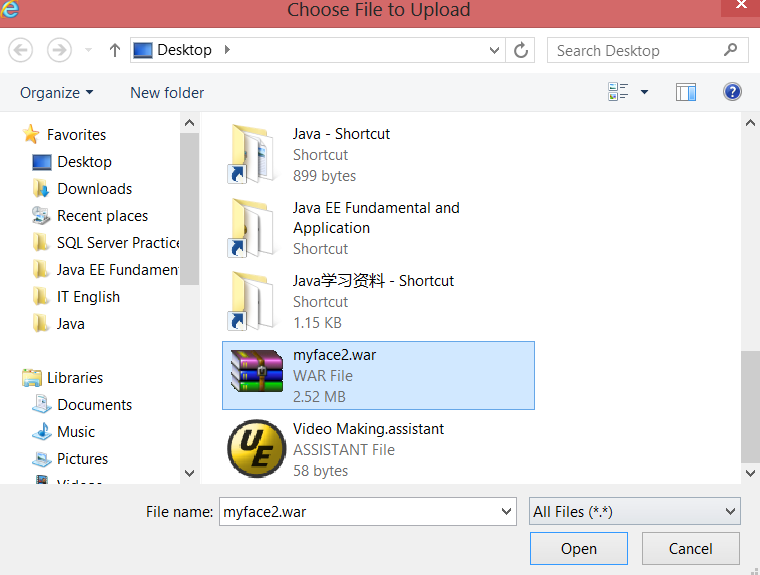 Choose File to Upload
Desktop
Search Desktop
Organize
New folder
Favorites
Desktop
Downloads
Recent places
SQL Server Practice
Java EE Fundamen
IT English
Java
Libraries
Documents
Music
Pictures
Videos
Java - Shortcut
Shortcut
899 bytes
Java EE Fundamental and
Application
Shortcut
Java学习资料 - Shortcut
Shortcut
1.15 KB
myface2.war
WAR File
2.52 MB
UE
Video Making.assistant
ASSISTANT File
58 bytes
File name: myface2.war
All Files (*.*)
Open
Cancel